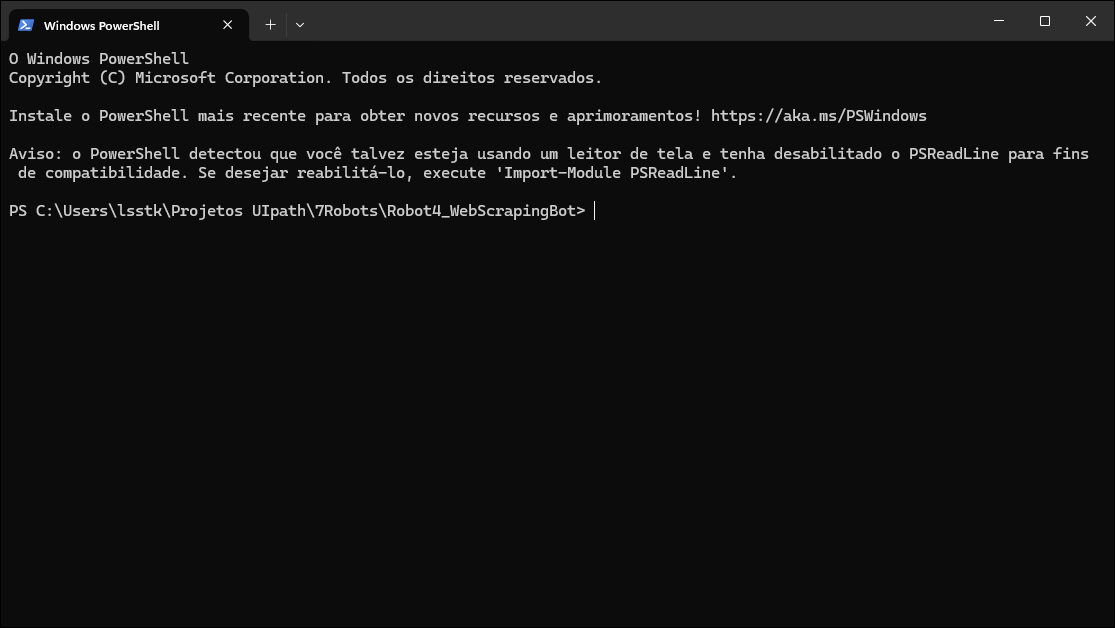 Windows PowerShell
O Windows PowerShell
Copyright (C) Microsoft Corporation. Todos os direitos reservados.
Instale o PowerShell mais recente para obter novos recursos e aprimoramentos! https://aka.ms/PSWindows
Aviso: o PowerShell detectou que você talvez esteja usando um leitor de tela e tenha desabilitado o PSReadLine para fins
de compatibilidade. Se desejar reabilitá-lo, execute 'Import-Module PSReadLine'.
PS C:\Users\lsstk\Projetos UIpath\7Robots\Robot4_WebScrapingBot>